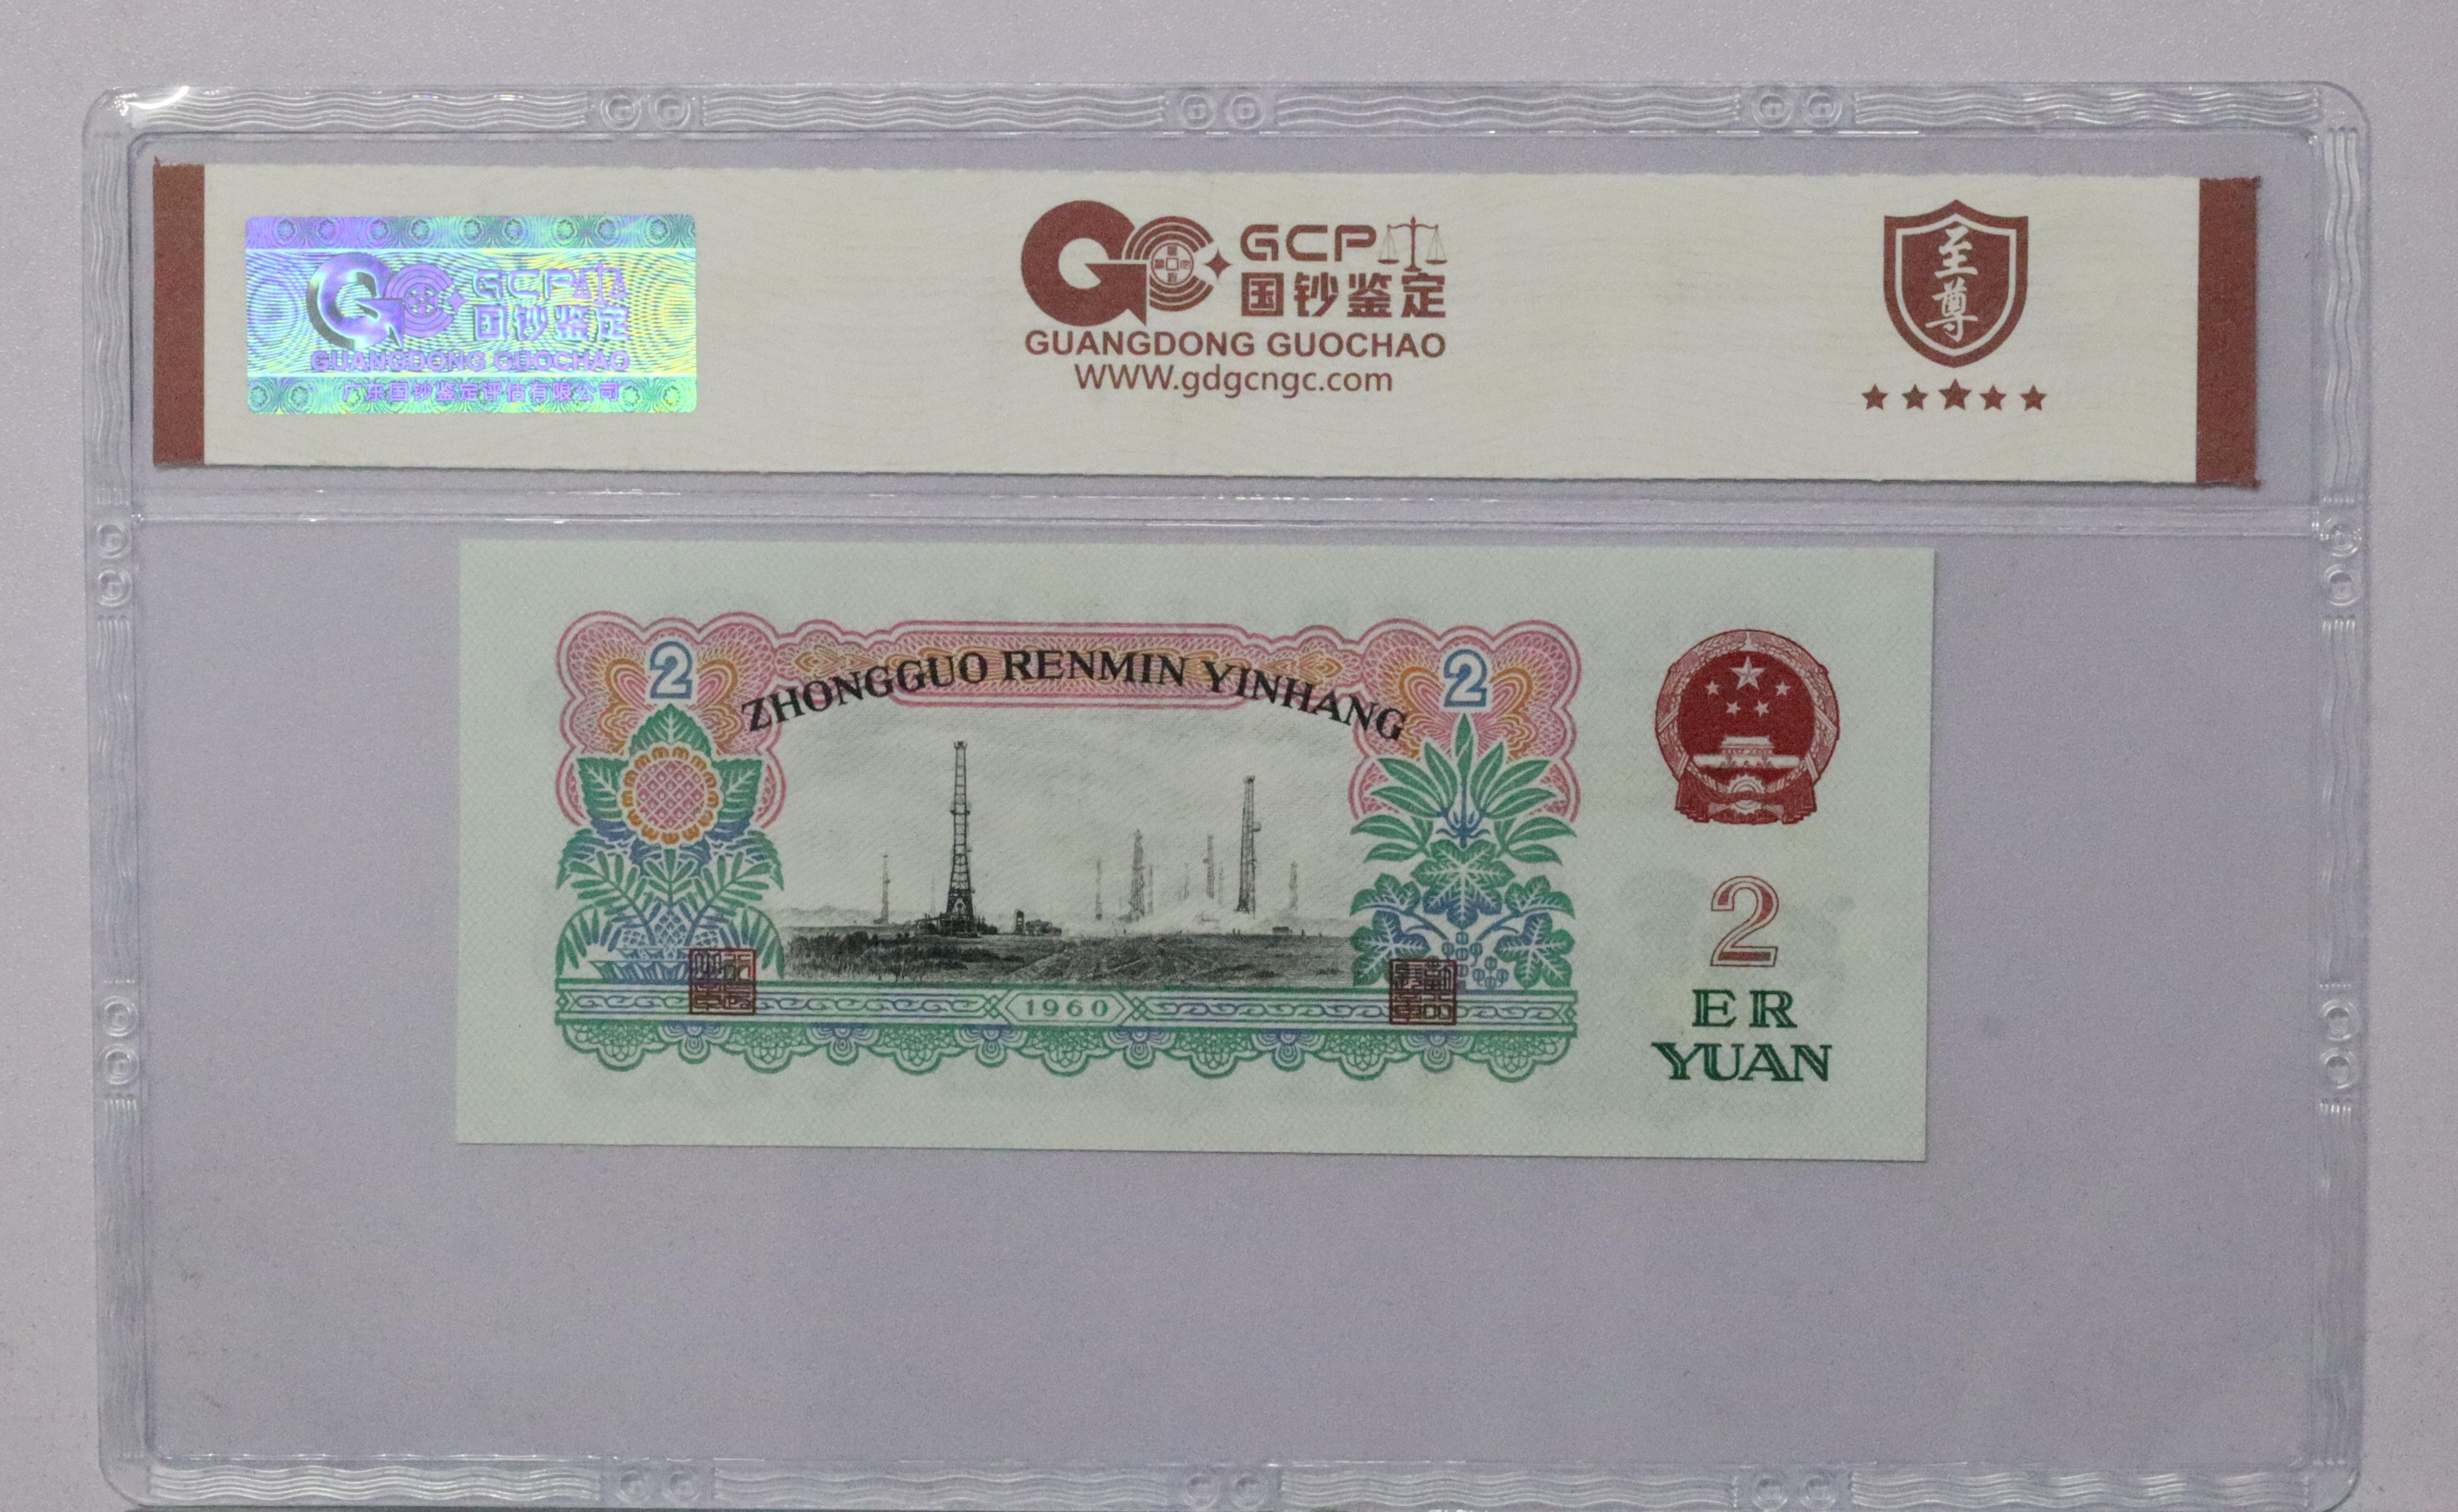 GCP
国钞鉴定
GUANGDONG GUOCHAO
广东国钞鉴定评估有限公司
GCP
国钞鉴定
GUANGDONG GUOCHAO
WWW.gdgcngc.com
至尊
2
ZHONGGUO RENMIN YINHANG
2
1960
2
ER
YUAN